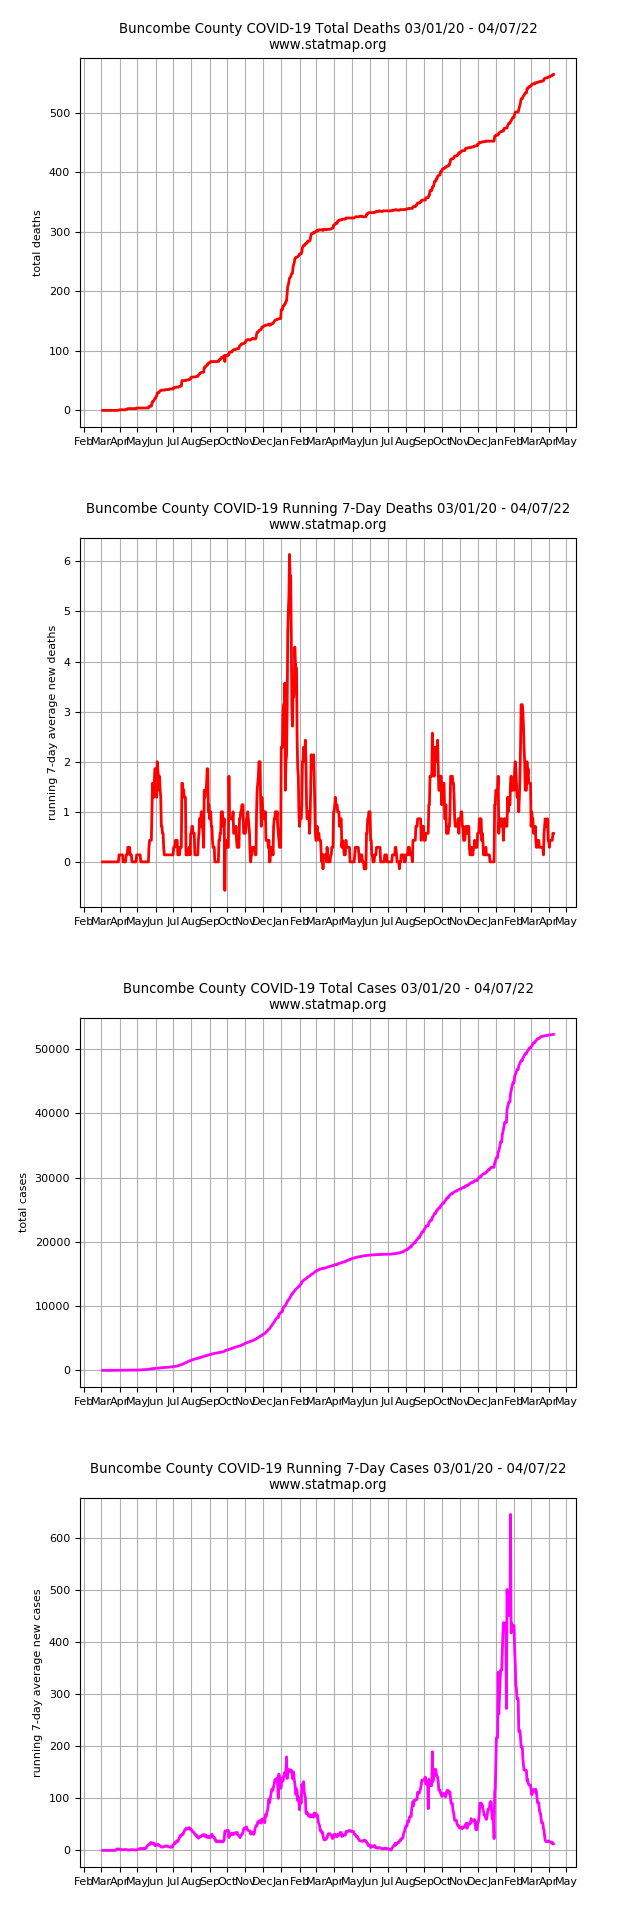 Buncombe County COVID-19 Total Deaths 03/01/20 - 04/07/22
www.statmap.org
500
400
300
200
100
0
total deaths
Feb Mar Apr May Jun Jul Aug Sep Oct Nov Dec Jan Feb Mar Apr May Jun Jul Aug Sep Oct Nov Dec Jan Feb Mar Apr May
Buncombe County COVID-19 Running 7-Day Deaths 03/01/20 - 04/07/22
www.statmap.org
6
5
4
3
2
1
0
running 7-day average new deaths
Feb Mar Apr May Jun Jul Aug Sep Oct Nov Dec Jan Feb Mar Apr May Jun Jul Aug Sep Oct Nov Dec Jan Feb Mar Apr May
Buncombe County COVID-19 Total Cases 03/01/20 - 04/07/22
www.statmap.org
50000
40000
30000
20000
10000
0
total cases
Feb Mar Apr May Jun Jul Aug Sep Oct Nov Dec Jan Feb Mar Apr May Jun Jul Aug Sep Oct Nov Dec Jan Feb Mar Apr May
Buncombe County COVID-19 Running 7-Day Cases 03/01/20 - 04/07/22
www.statmap.org
600
500
400
300
200
100
0
running 7-day average new cases
Feb Mar Apr May Jun Jul Aug Sep Oct Nov Dec Jan Feb Mar Apr May Jun Jul Aug Sep Oct Nov Dec Jan Feb Mar Apr May